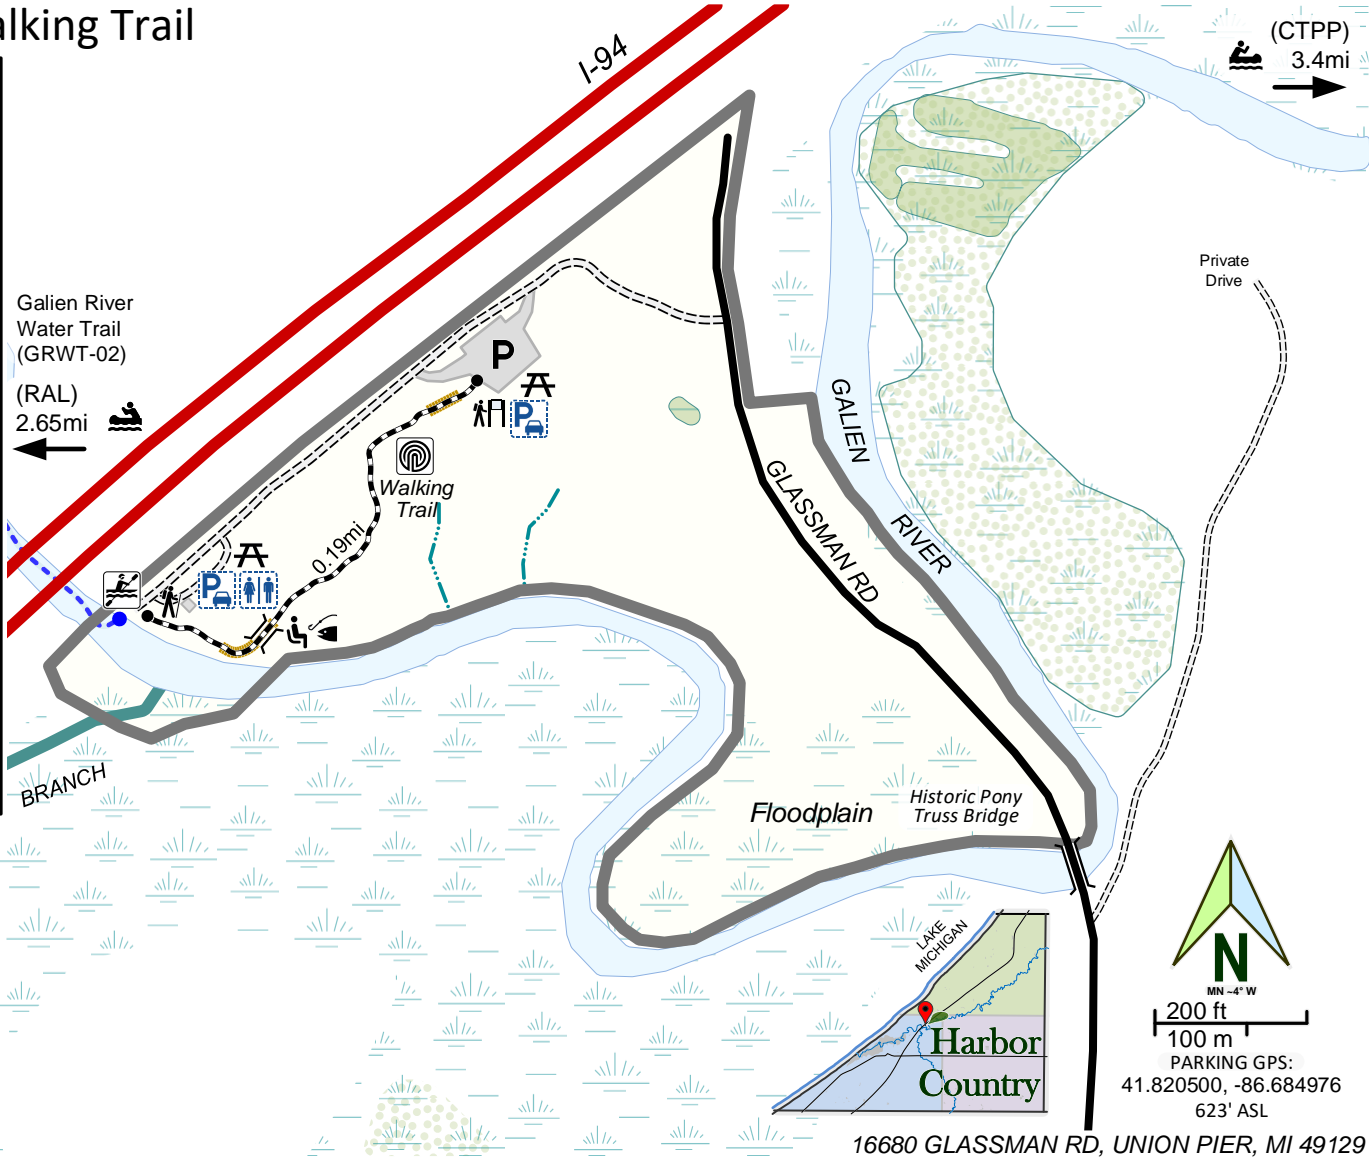 alking Trail
I-94
(CTPP)
3.4mi
Private
Drive
Galien River
Water Trail
(GRWT-02)
(RAL)
2.65mi
P
P
Walking
Trail
0.19mi
P
GALIEN
RIVER
GLASSMAN RD
BRANCH
Floodplain
Historic Pony
Truss Bridge
LAKE
MICHIGAN
Harbor
Country
N
MN ~4° W
200 ft
100 m
PARKING GPS:
41.820500, -86.684976
623' ASL
16680 GLASSMAN RD, UNION PIER, MI 49129